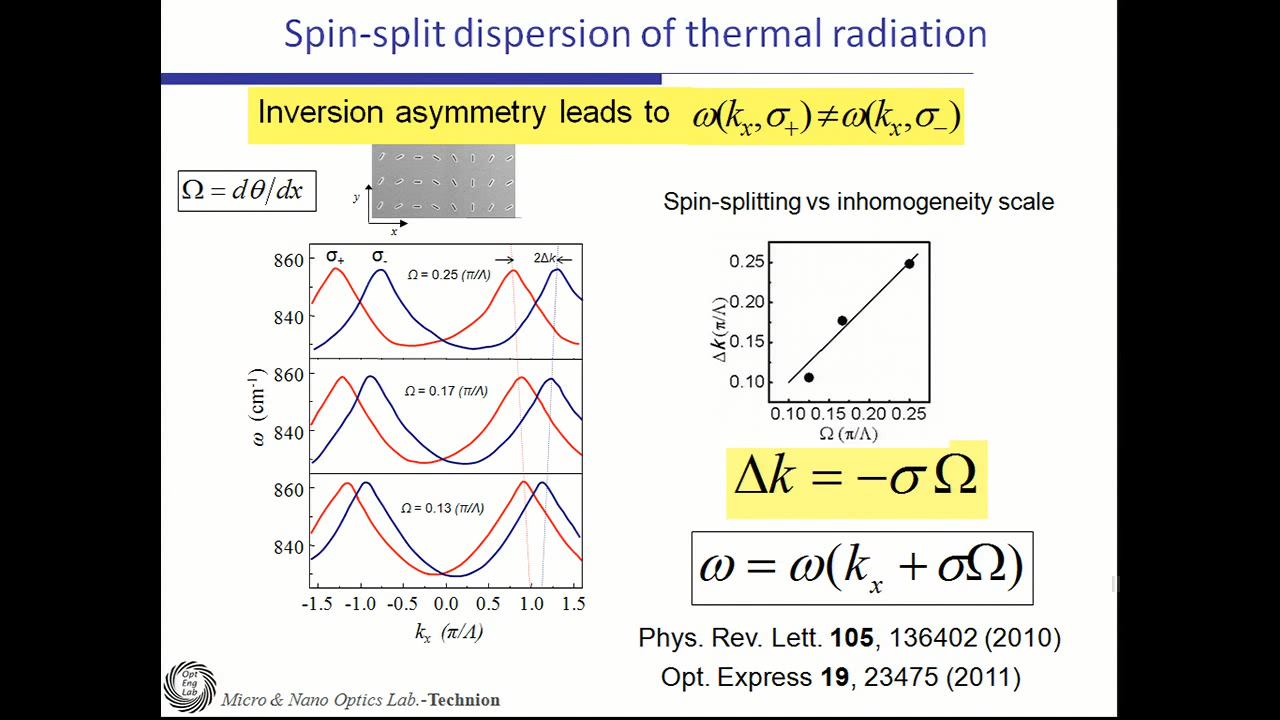 Spin-split dispersion of thermal radiation
Inversion asymmetry leads to ω(kₓ,σ₊)≠ω(kₓ,σ₋)
Ω = dθ/dx
y
x
Spin-splitting vs inhomogeneity scale
860
840
σ₊
σ₋
Ω = 0.25 (π/Λ)
2Δk
860
840
Ω = 0.17 (π/Λ)
860
840
Ω = 0.13 (π/Λ)
ω (cm⁻¹)
-1.5 -1.0 -0.5 0.0 0.5 1.0 1.5
kₓ (π/Λ)
0.25
0.20
0.15
0.10
Δk (π/Λ)
0.10 0.15 0.20 0.25
Ω (π/Λ)
Δk = −σ Ω
ω = ω(kₓ + σΩ)
Phys. Rev. Lett. 105, 136402 (2010)
Opt. Express 19, 23475 (2011)
Opt
Eng
Lab
Micro & Nano Optics Lab.-Technion